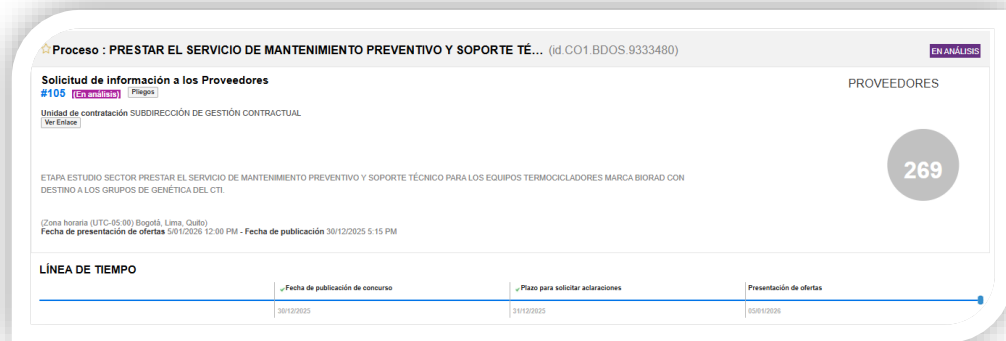 Proceso : PRESTAR EL SERVICIO DE MANTENIMIENTO PREVENTIVO Y SOPORTE TÉ... (id.CO1.BDOS.9333480)
EN ANÁLISIS
Solicitud de información a los Proveedores
#105 [En análisis] Pliegos
PROVEEDORES
Unidad de contratación SUBDIRECCIÓN DE GESTIÓN CONTRACTUAL
Ver Enlace
269
ETAPA ESTUDIO SECTOR PRESTAR EL SERVICIO DE MANTENIMIENTO PREVENTIVO Y SOPORTE TÉCNICO PARA LOS EQUIPOS TERMOCICLADORES MARCA BIORAD CON
DESTINO A LOS GRUPOS DE GENÉTICA DEL CTI.
(Zona horaria (UTC-05:00) Bogotá, Lima, Quito)
Fecha de presentación de ofertas 5/01/2026 12:00 PM - Fecha de publicación 30/12/2025 5:15 PM
LÍNEA DE TIEMPO
Fecha de publicación de concurso
Plazo para solicitar aclaraciones
Presentación de ofertas
30/12/2025
31/12/2025
05/01/2026